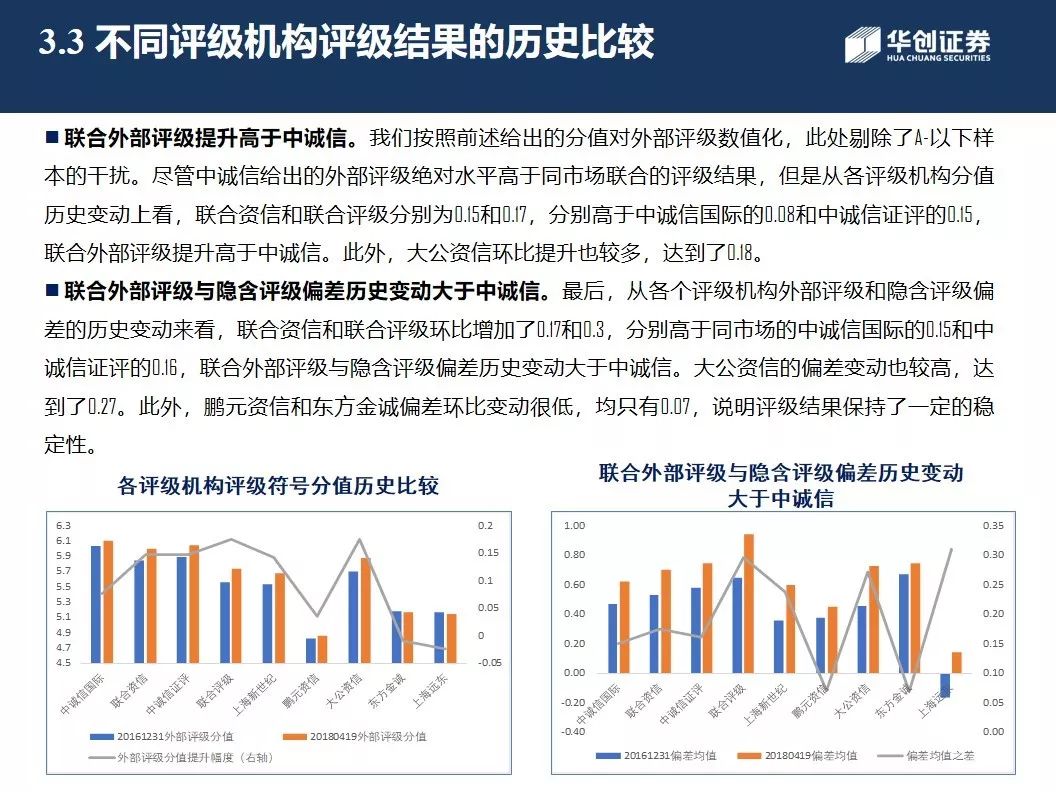 3.3 不同评级机构评级结果的历史比较
华创证券
HUA CHUANG SECURITIES
联合外部评级提升高于中诚信。我们按照前述给出的分值对外部评级数值化，此处剔除了A-以下样
本的干扰。尽管中诚信给出的外部评级绝对水平高于同市场联合的评级结果，但是从各评级机构分值
历史变动上看，联合资信和联合评级分别为0.15和0.17，分别高于中诚信国际的0.08和中诚信证评的0.15，
联合外部评级提升高于中诚信。此外，大公资信环比提升也较多，达到了0.18。
联合外部评级与隐含评级偏差历史变动大于中诚信。最后，从各个评级机构外部评级和隐含评级偏
差的历史变动来看，联合资信和联合评级环比增加了0.17和0.3，分别高于同市场的中诚信国际的0.15和中
诚信证评的0.16，联合外部评级与隐含评级偏差历史变动大于中诚信。大公资信的偏差变动也较高，达
到了0.27。此外，鹏元资信和东方金诚偏差环比变动很低，均只有0.07，说明评级结果保持了一定的稳
定性。
各评级机构评级符号分值历史比较
6.3
6.1
5.9
5.7
5.5
5.3
5.1
4.9
4.7
4.5
0.2
0.15
0.1
0.05
0
-0.05
中诚信国际
联合资信
中诚信证评
联合评级
上海新世纪
鹏元资信
大公资信
东方金诚
上海远东
20161231外部评级分值
20180419外部评级分值
外部评级分值提升幅度（右轴）
联合外部评级与隐含评级偏差历史变动
大于中诚信
1.00
0.80
0.60
0.40
0.20
0.00
-0.20
-0.40
0.35
0.30
0.25
0.20
0.15
0.10
0.05
0.00
中诚信国际
联合资信
中诚信证评
联合评级
上海新世纪
鹏元资信
大公资信
东方金诚
上海远东
20161231偏差均值
20180419偏差均值
偏差均值之差